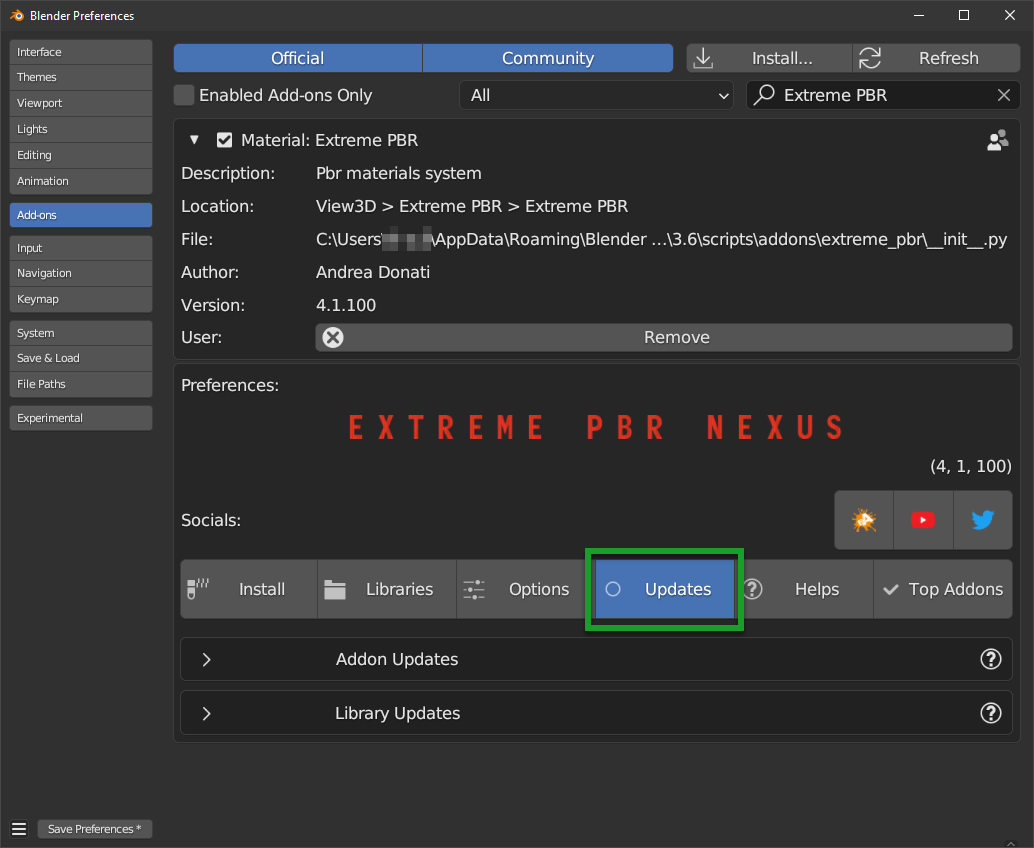 Blender Preferences
Interface
Themes
Viewport
Lights
Editing
Animation
Add-ons
Input
Navigation
Keymap
System
Save & Load
File Paths
Experimental
Save Preferences *
Official Community Install... Refresh
Enabled Add-ons Only All Extreme PBR
Material: Extreme PBR
Description: Pbr materials system
Location: View3D > Extreme PBR > Extreme PBR
File: C:\Users\ \AppData\Roaming\Blender ...\3.6\scripts\addons\extreme_pbr\__init__.py
Author: Andrea Donati
Version: 4.1.100
User: Remove
Preferences:
EXTREME PBR NEXUS
(4, 1, 100)
Socials:
Install Libraries Options Updates Helps Top Addons
Addon Updates
Library Updates